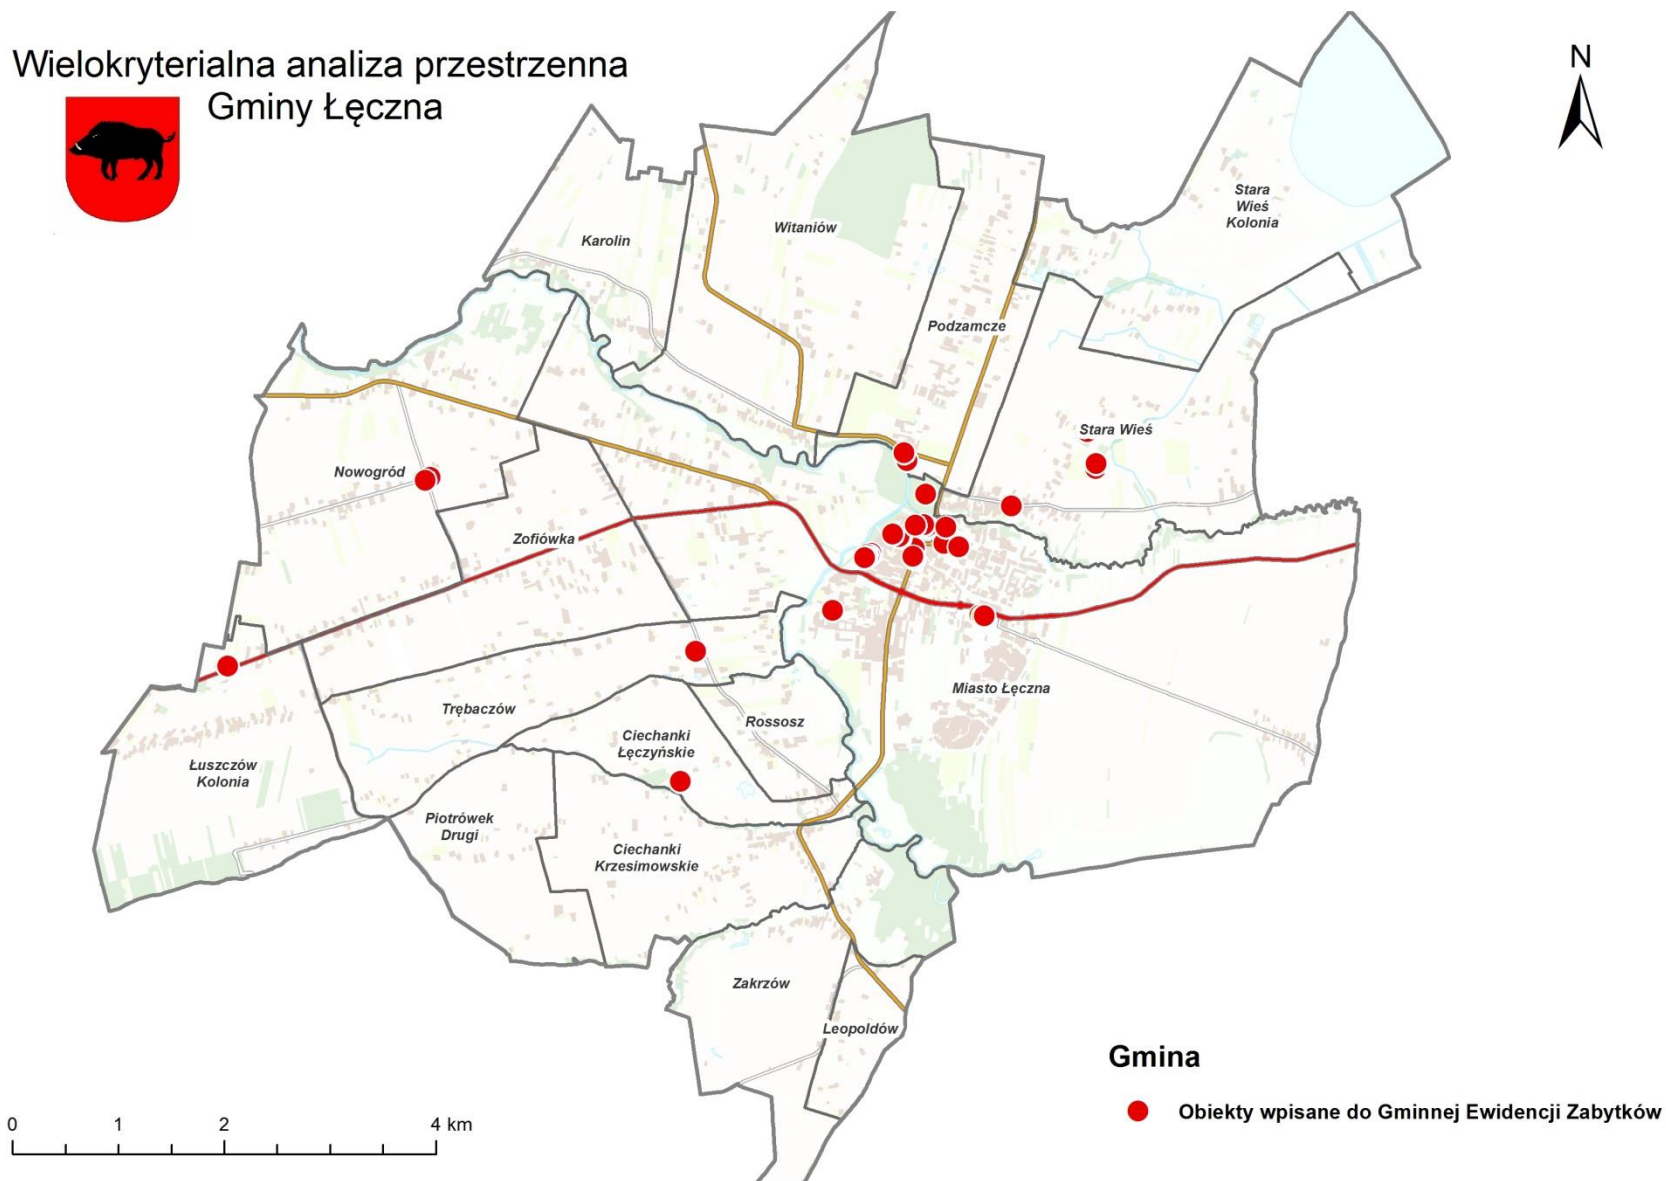 Wielokryterialna analiza przestrzenna
Gminy Łęczna
N
Stara
Wieś
Kolonia
Karolin
Witaniów
Podzamcze
Stara Wieś
Nowogród
Zofiówka
Miasto Łęczna
Trębaczów
Rossosz
Ciechanki
Łęczyńskie
Łuszczów
Kolonia
Piotrówek
Drugi
Ciechanki
Krzesimowskie
Zakrzów
Leopoldów
Gmina
Obiekty wpisane do Gminnej Ewidencji Zabytków
0 1 2 4 km